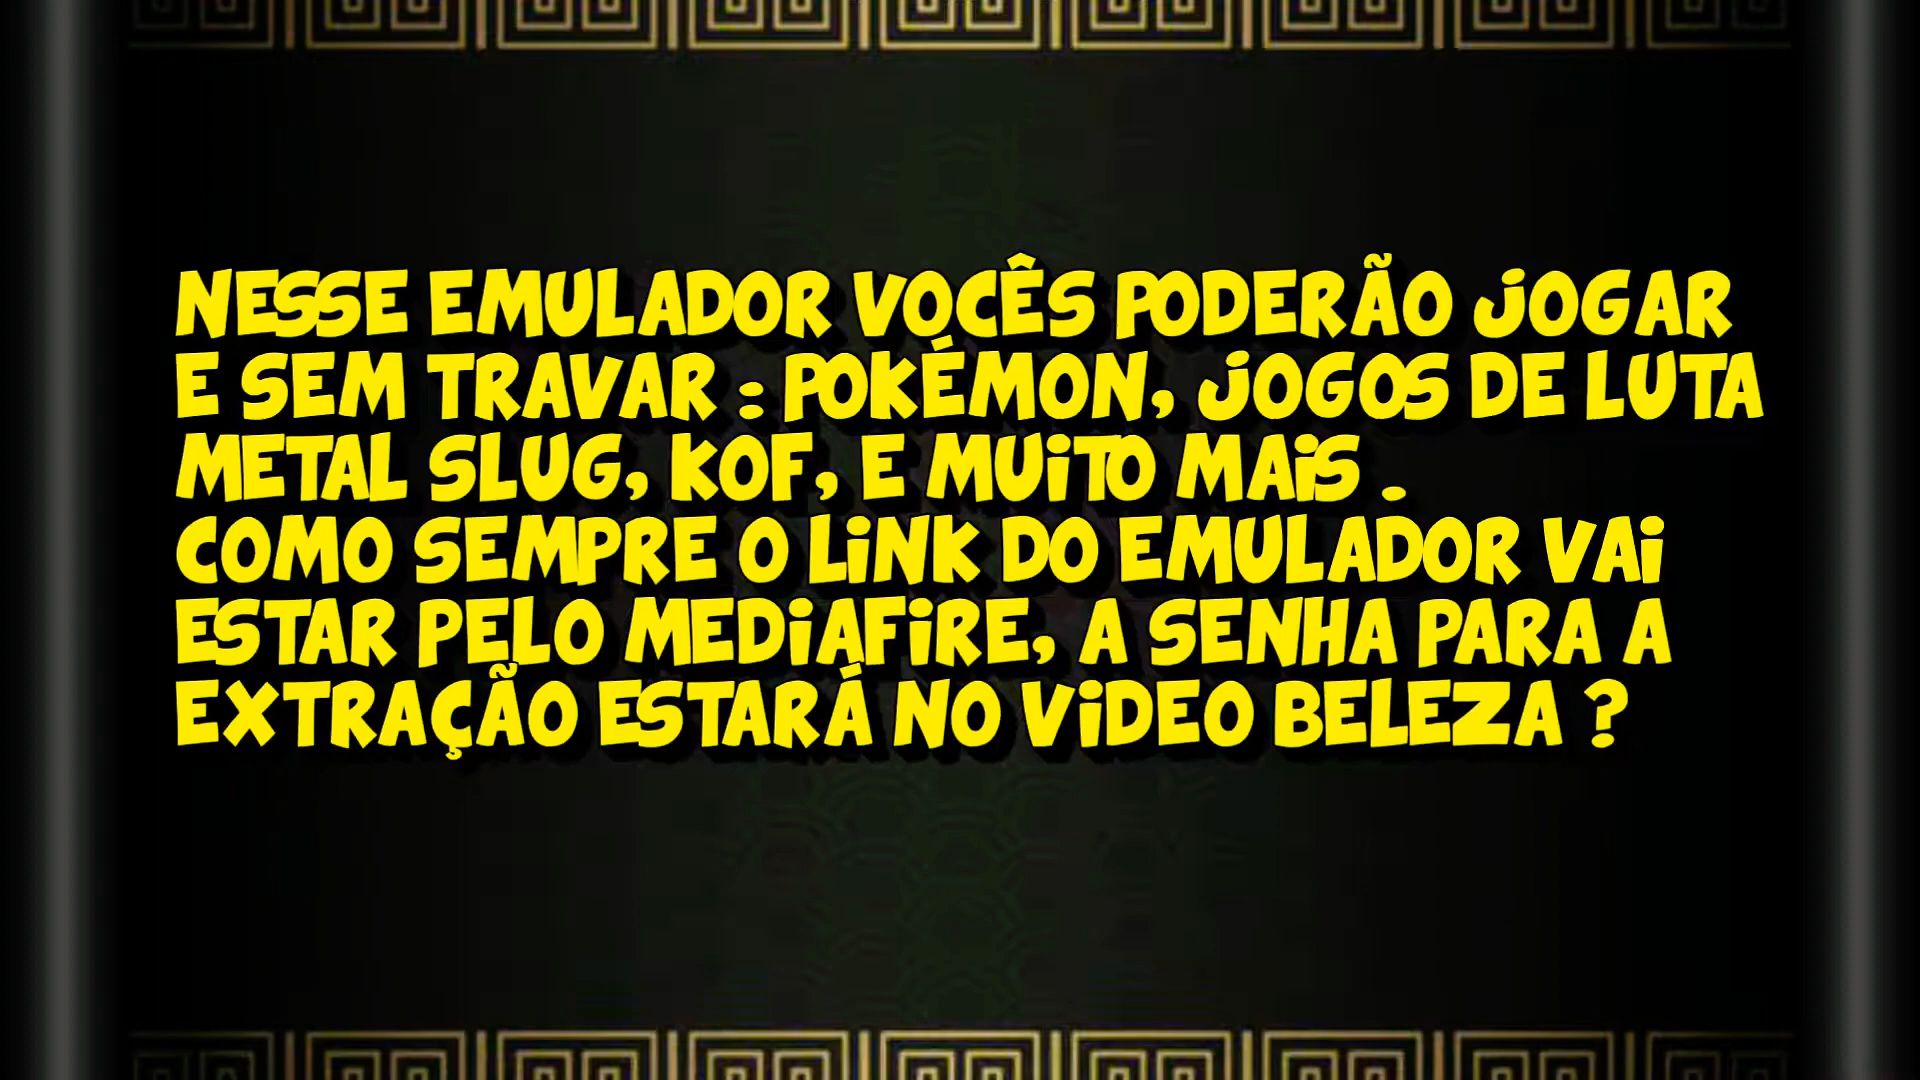 NESSE EMULADOR VOCÊS PODERÃO JOGAR
E SEM TRAVAR : POKÉMON, JOGOS DE LUTA
METAL SLUG, KOF, E MUITO MAIS .
COMO SEMPRE O LINK DO EMULADOR VAI
ESTAR PELO MEDIAFIRE, A SENHA PARA A
EXTRAÇÃO ESTARÁ NO VIDEO BELEZA ?